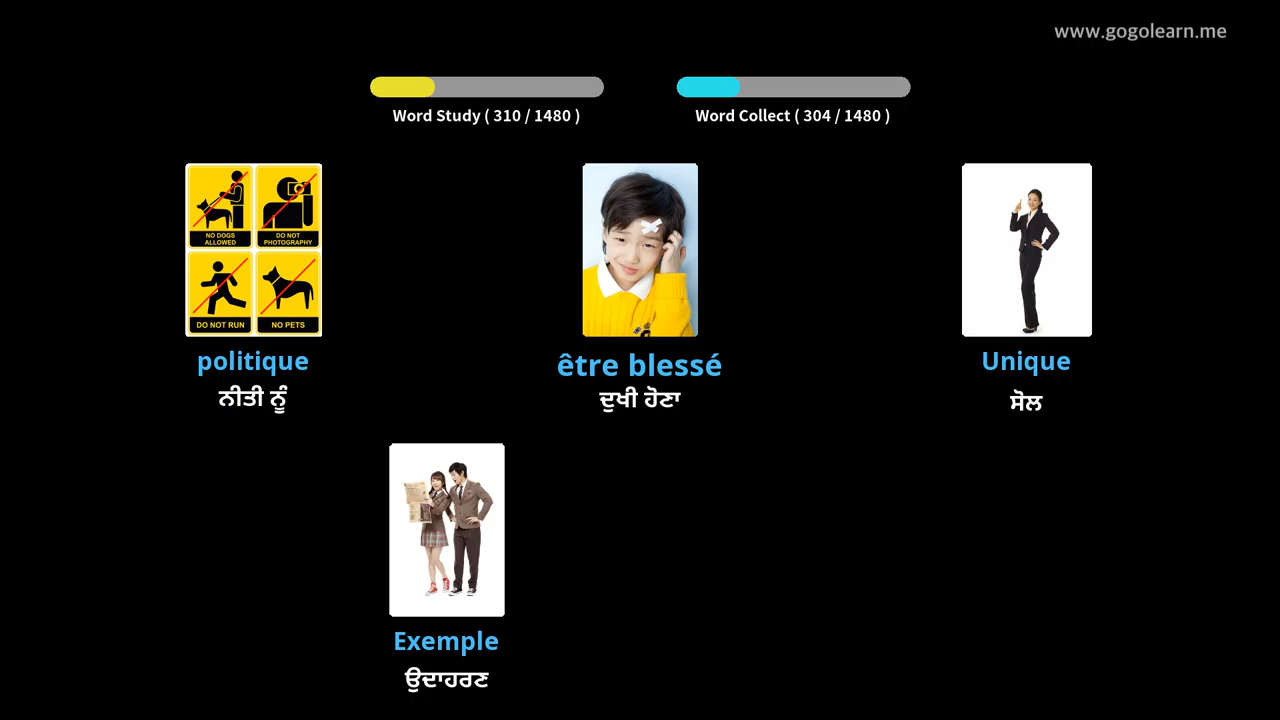 www.gogolearn.me
Word Study ( 310 / 1480 )
Word Collect ( 304 / 1480 )
NO DOGS
ALLOWED
DO NOT
PHOTOGRAPHY
DO NOT RUN
NO PETS
politique
ਨੀਤੀ ਨੂੰ
être blessé
ਦੁਖੀ ਹੋਣਾ
Unique
ਸੋਲ
Exemple
ਉਦਾਹਰਣ